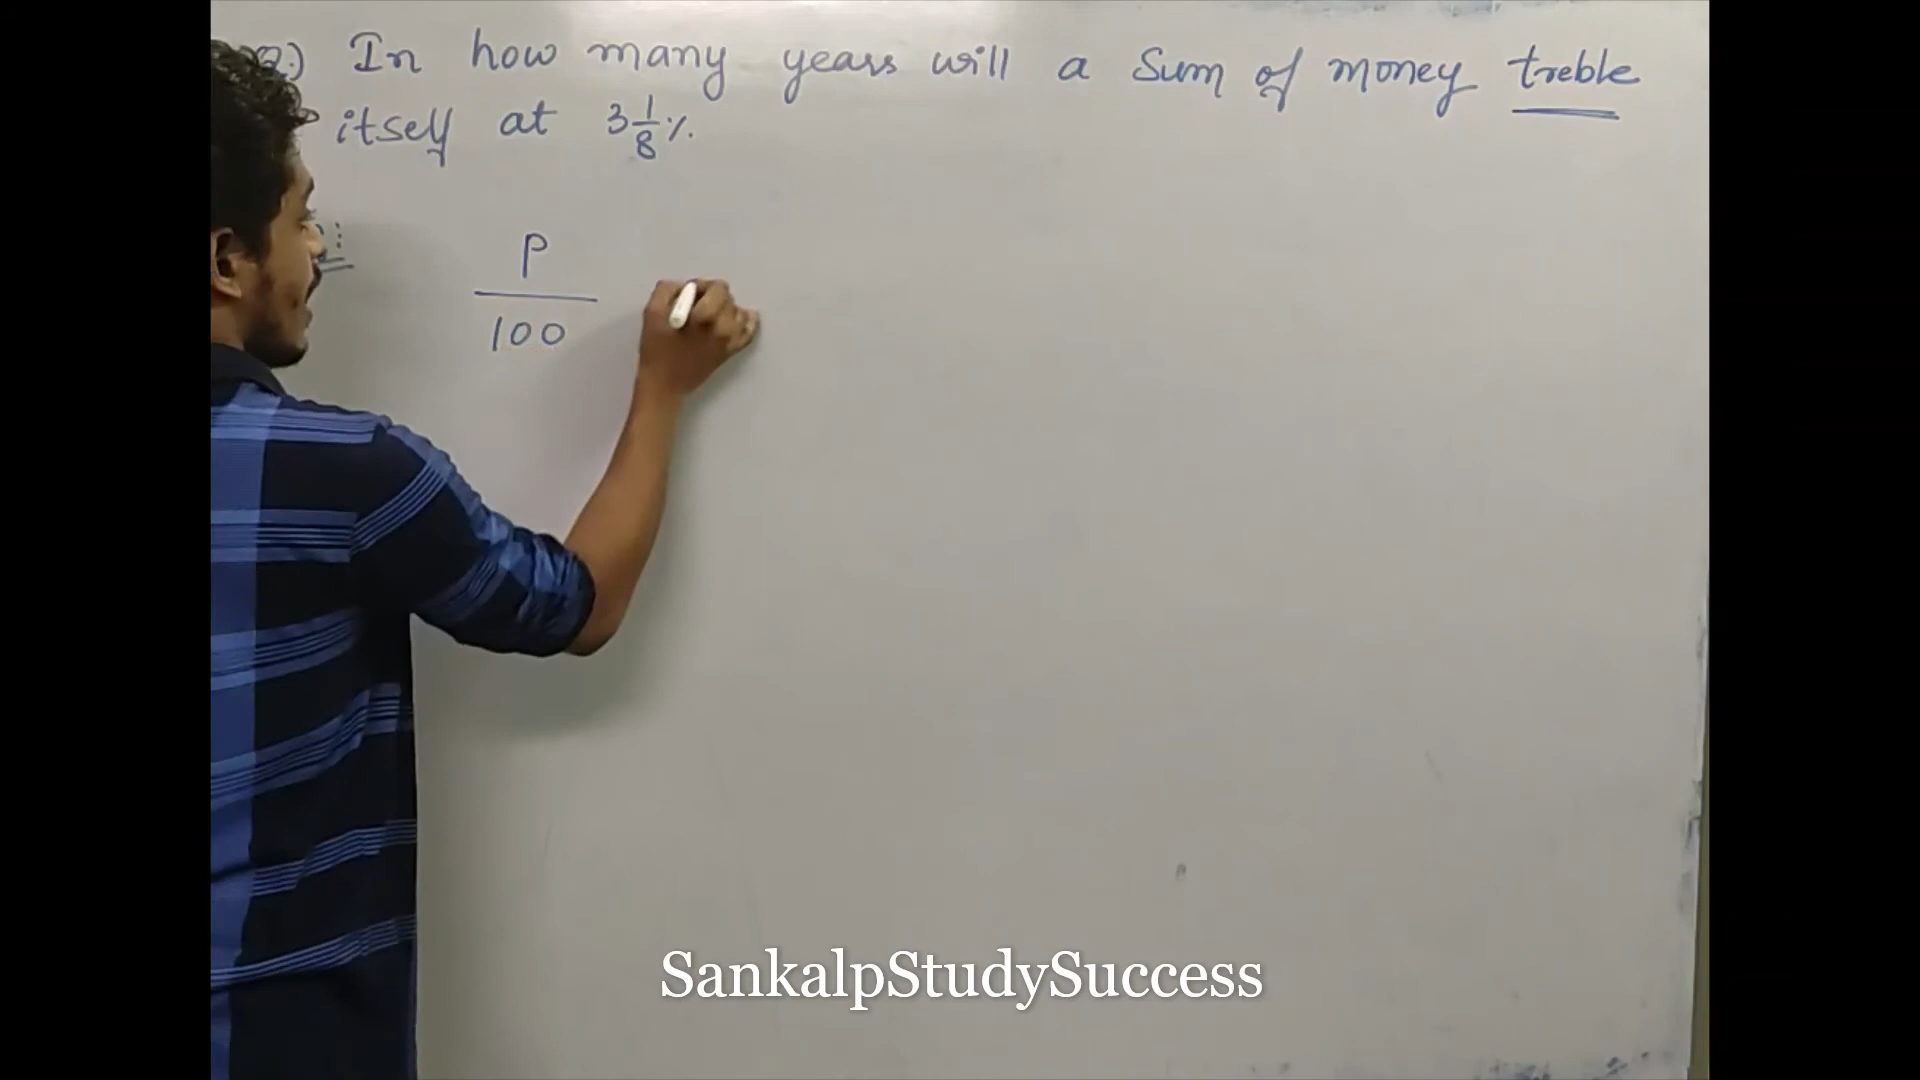 Q.) In how many years will a Sum of money treble
itself at 3 1/8 %.
P
100
SankalpStudySuccess